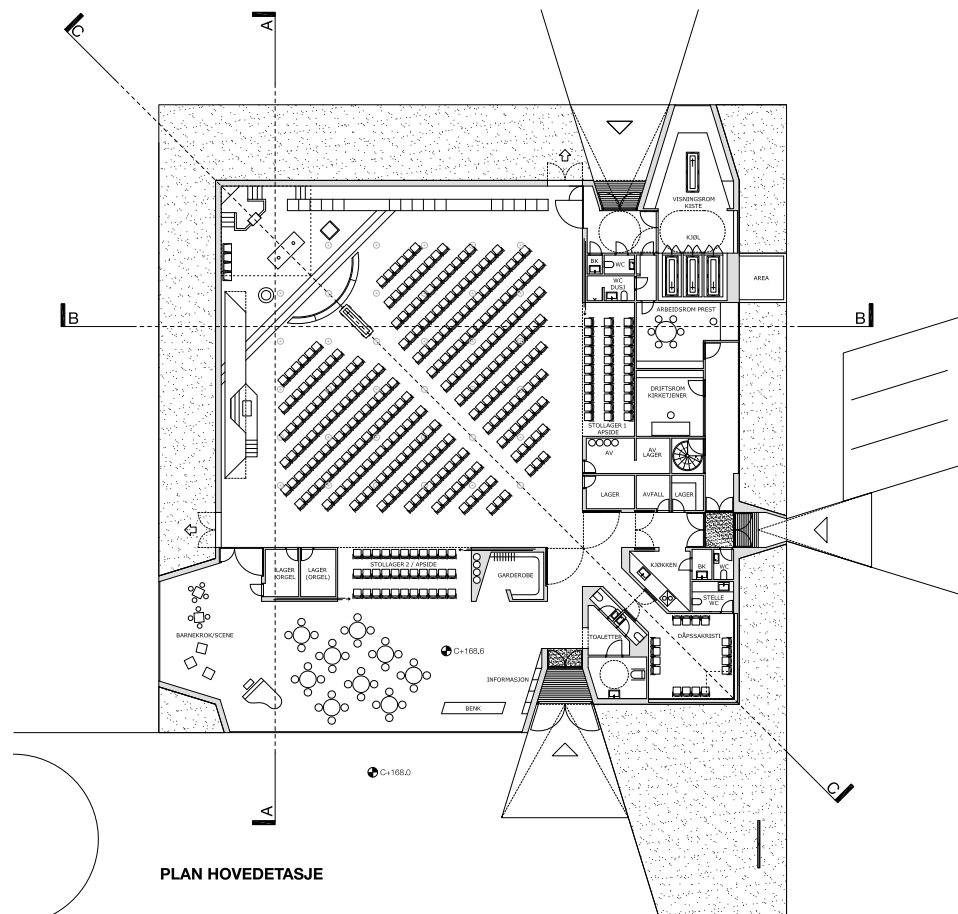 C
A
VISNINGSROM
KISTE
KJØL
BK
WC
WC
DUSJ
AREA
B
B
ARBEIDSROM PREST
DRIFTSROM
KIRKETJENER
STOLLAGER 1
APSIDE
AV
AV
LAGER
LAGER
AVFALL
LAGER
LAGER
(ORGEL)
LAGER
(ORGEL)
STOLLAGER 2 / APSIDE
GARDEROBE
KJØKKEN
BK
WC
STELLE
WC
BARNEKROK/SCENE
TOALETTER
DÅPSSAKRISTI
C+168.6
INFORMASJON
BENK
C+168.0
A
C
PLAN HOVEDETASJE